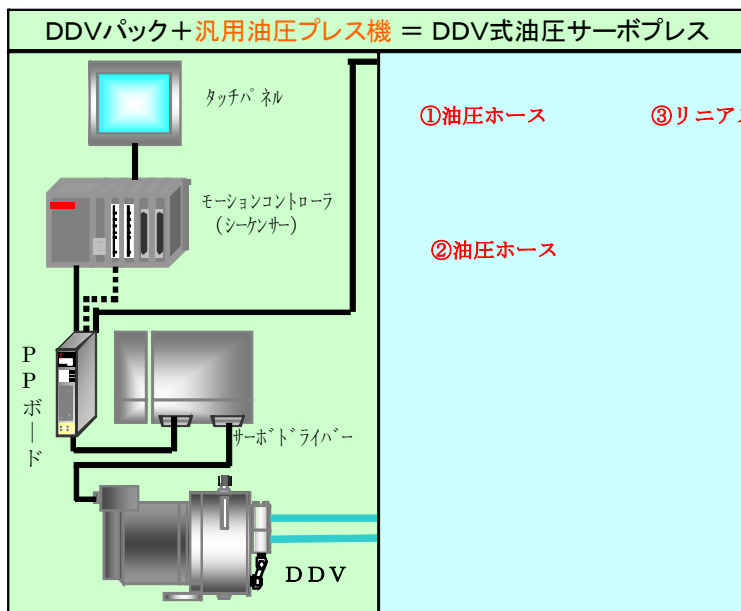 DDVパック＋汎用油圧プレス機 ＝ DDV式油圧サーボプレス
タッチパネル
モーションコントローラ
（シーケンサー）
PPボード
サーボドライバー
DDV
①油圧ホース
③リニアス
②油圧ホース